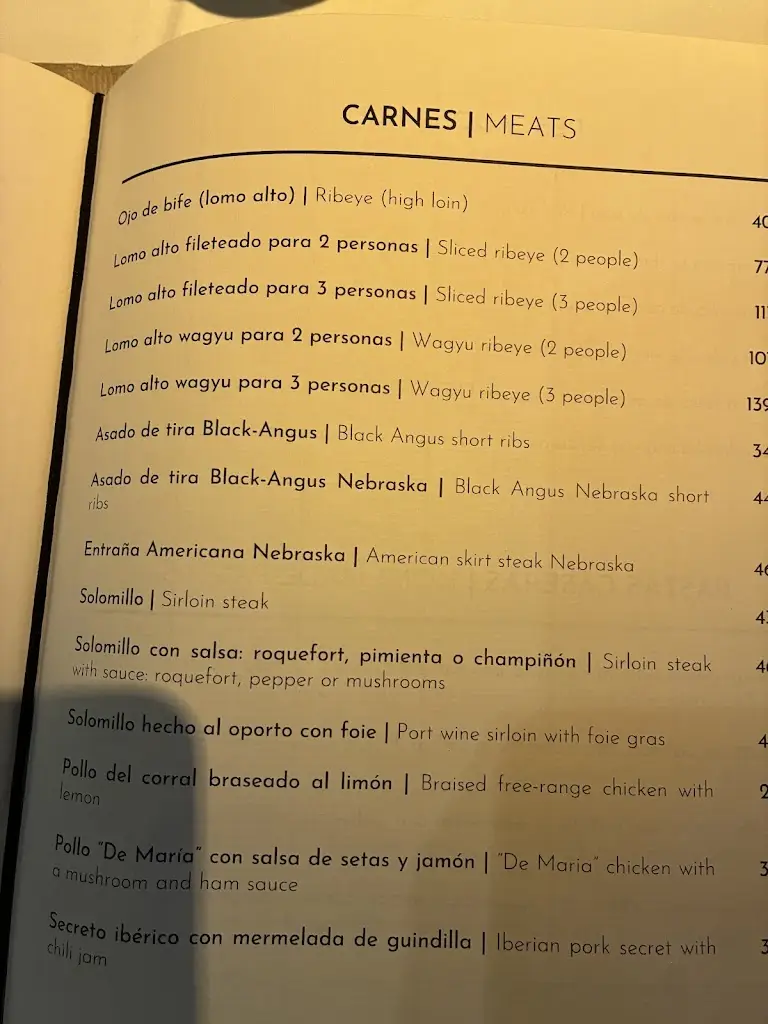 CARNES | MEATS
Ojo de bife (lomo alto) | Ribeye (high loin) 40
Lomo alto fileteado para 2 personas | Sliced ribeye (2 people) 77
Lomo alto fileteado para 3 personas | Sliced ribeye (3 people)
Lomo alto wagyu para 2 personas | Wagyu ribeye (2 people)
Lomo alto wagyu para 3 personas | Wagyu ribeye (3 people) 139
Asado de tira Black-Angus | Black Angus short ribs 34
Asado de tira Black-Angus Nebraska | Black Angus Nebraska short 44
ribs
Entraña Americana Nebraska | American skirt steak Nebraska 46
Solomillo | Sirloin steak
Solomillo con salsa: roquefort, pimienta o champiñón | Sirloin steak
with sauce: roquefort, pepper or mushrooms
Solomillo hecho al oporto con foie | Port wine sirloin with foie gras
Pollo del corral braseado al limón | Braised free-range chicken with
lemon
Pollo "De María" con salsa de setas y jamón | "De Maria" chicken with
a mushroom and ham sauce
Secreto ibérico con mermelada de guindilla | Iberian pork secret with
chili jam